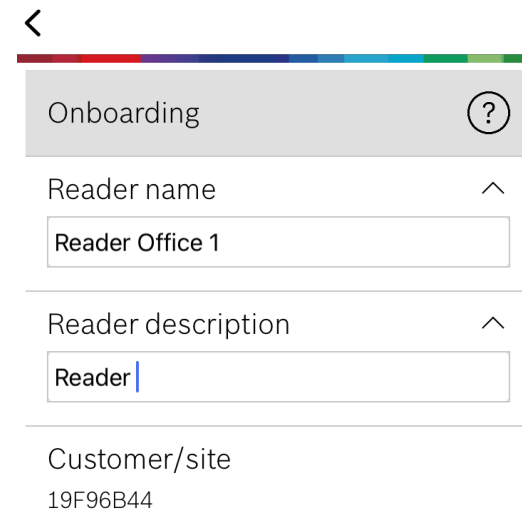 Onboarding
?
Reader name
Reader Office 1
Reader description
Reader
Customer/site
19F96B44